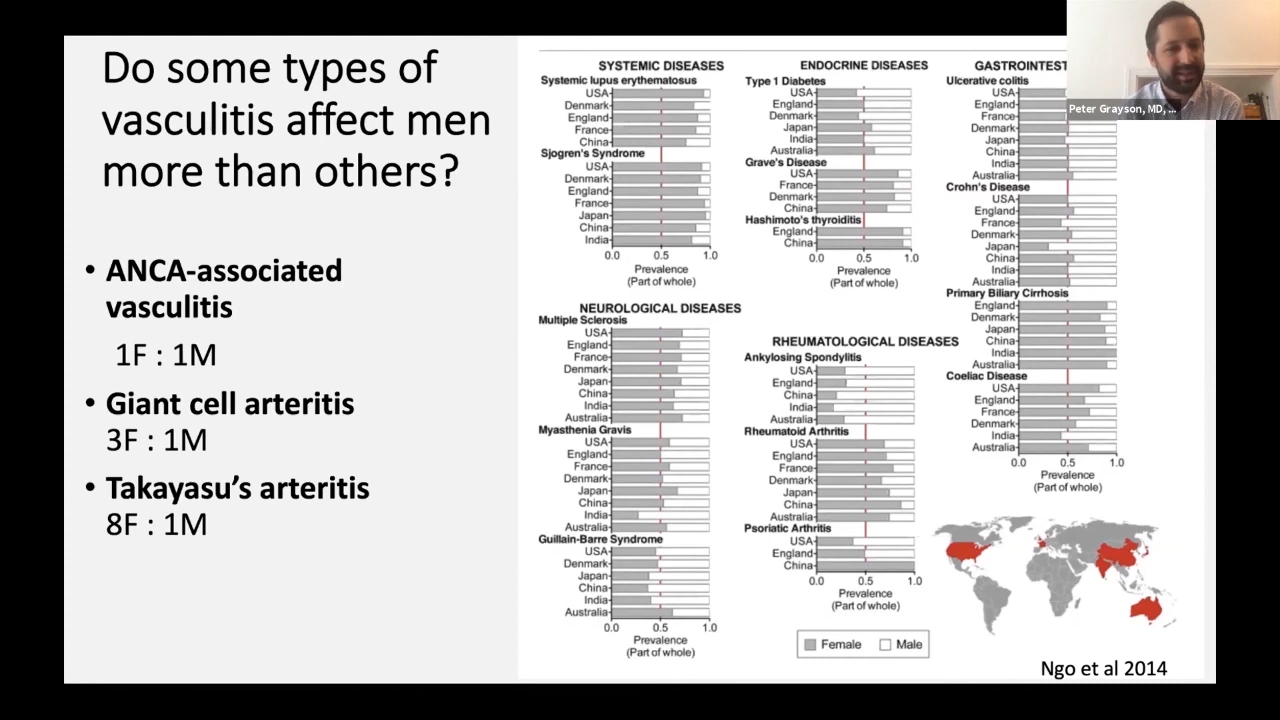 Do some types of
vasculitis affect men
more than others?
• ANCA-associated
vasculitis
1F : 1M
• Giant cell arteritis
3F : 1M
• Takayasu's arteritis
8F : 1M
SYSTEMIC DISEASES
Systemic lupus erythematosus
USA
Denmark
England
France
China
Sjogren's Syndrome
USA
Denmark
England
France
Japan
China
India
0.0 0.5 1.0
Prevalence
(Part of whole)
NEUROLOGICAL DISEASES
Multiple Sclerosis
USA
England
France
Denmark
Japan
China
India
Australia
Myasthenia Gravis
USA
England
France
Denmark
Japan
China
India
Australia
Guillain-Barre Syndrome
USA
Denmark
Japan
China
India
Australia
0.0 0.5 1.0
Prevalence
(Part of whole)
ENDOCRINE DISEASES
Type 1 Diabetes
USA
England
Denmark
Japan
India
Australia
Grave's Disease
USA
France
Denmark
China
Hashimoto's thyroiditis
England
China
0.0 0.5 1.0
Prevalence
(Part of whole)
RHEUMATOLOGICAL DISEASES
Ankylosing Spondylitis
USA
England
China
India
Australia
Rheumatoid Arthritis
USA
England
France
Denmark
Japan
China
Australia
Psoriatic Arthritis
USA
England
China
0.0 0.5 1.0
Prevalence
(Part of whole)
Female Male
GASTROINTEST
Ulcerative colitis
USA
England
France
Denmark
Japan
China
India
Australia
Crohn's Disease
USA
England
France
Denmark
Japan
China
India
Australia
Primary Biliary Cirrhosis
England
Denmark
Japan
China
India
Australia
Coeliac Disease
USA
England
France
Denmark
India
Australia
0.0 0.5 1.0
Prevalence
(Part of whole)
Ngo et al 2014
Peter Grayson, MD, ...